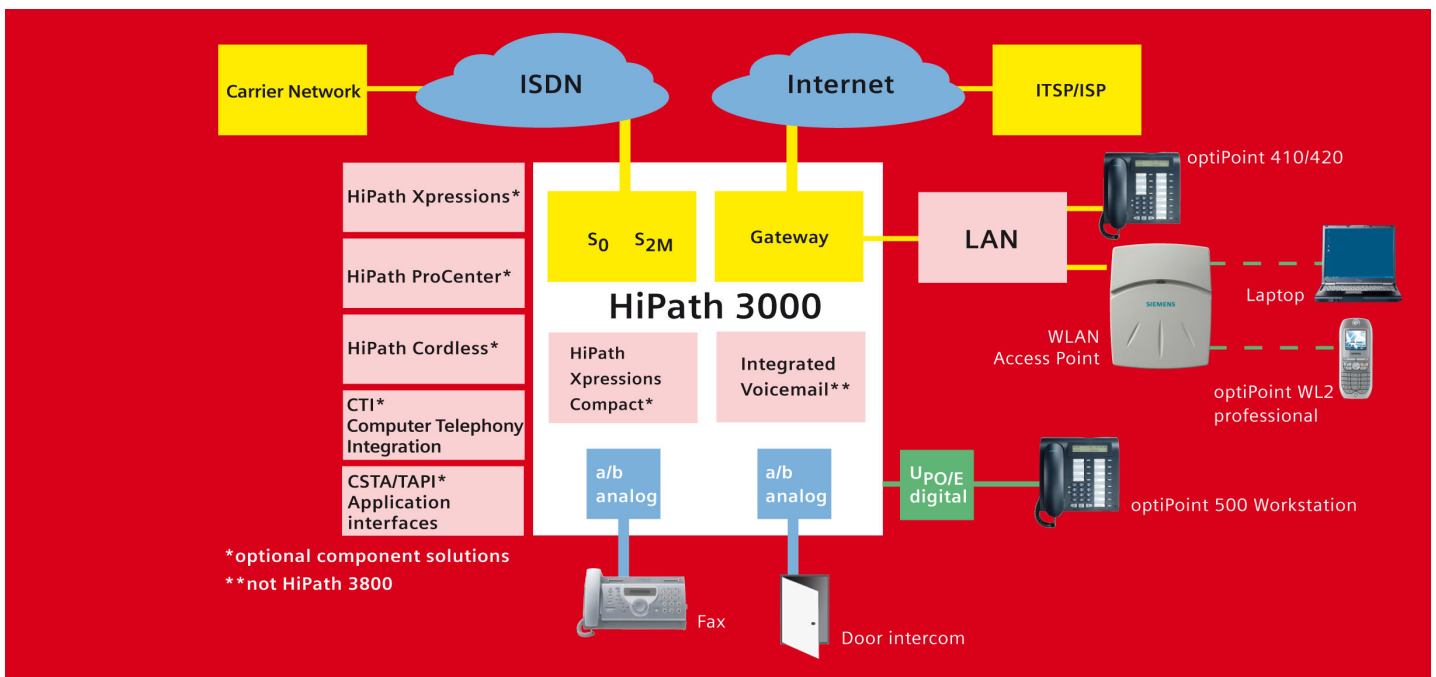 Carrier Network
ISDN
Internet
ITSP/ISP
HiPath Xpressions*
HiPath ProCenter*
HiPath Cordless*
CTI*
Computer Telephony
Integration
CSTA/TAPI*
Application
interfaces
S0 S2M
Gateway
HiPath 3000
HiPath
Xpressions
Compact*
Integrated
Voicemail**
a/b
analog
a/b
analog
LAN
optiPoint 410/420
SIEMENS
WLAN
Access Point
Laptop
optiPoint WL2
professional
UPO/E
digital
optiPoint 500 Workstation
*optional component solutions
**not HiPath 3800
Fax
Door intercom